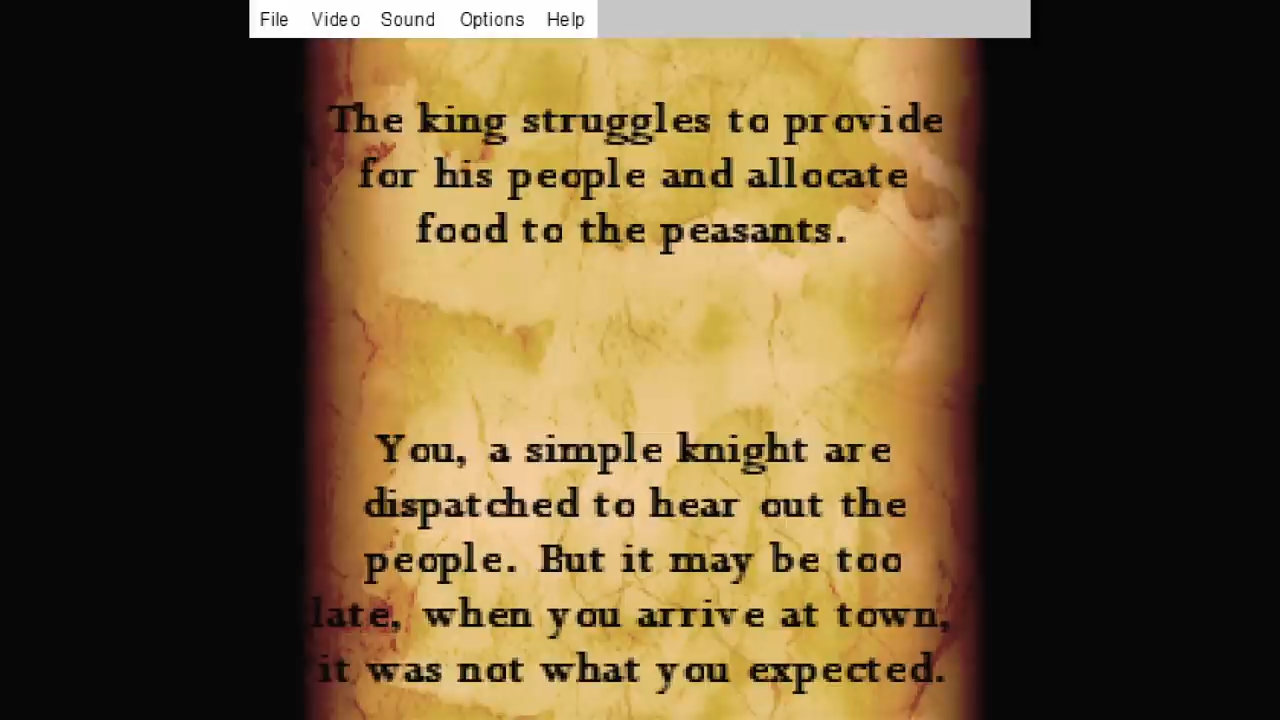 File Video Sound Options Help
The king struggles to provide
for his people and allocate
food to the peasants.
You, a simple knight are
dispatched to hear out the
people. But it may be too
late, when you arrive at town,
it was not what you expected.